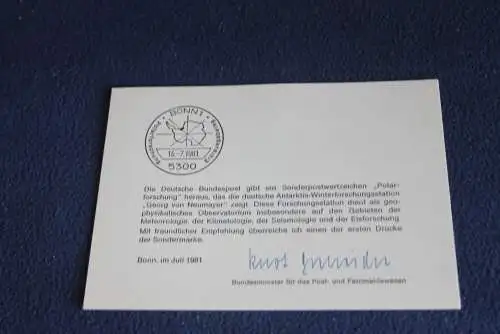 BONN 1
16.-7.1981
5300
Die Deutsche Bundespost gibt ein Sonderpostwertzeichen „Polar-
forschung" heraus, das die deutsche Antarktis-Winterforschungsstation
„Georg von Neumayer" zeigt. Diese Forschungsstation dient als geo-
physikalisches Observatorium insbesondere auf den Gebieten der
Meteorologie, der Klimatologie, der Seismologie und der Eisforschung.
Mit freundlicher Empfehlung überreiche ich einen der ersten Drucke
der Sondermarke.
Bonn, im Juli 1981
Kurt
Bundesminister für das Post- und Fernmeldewesen